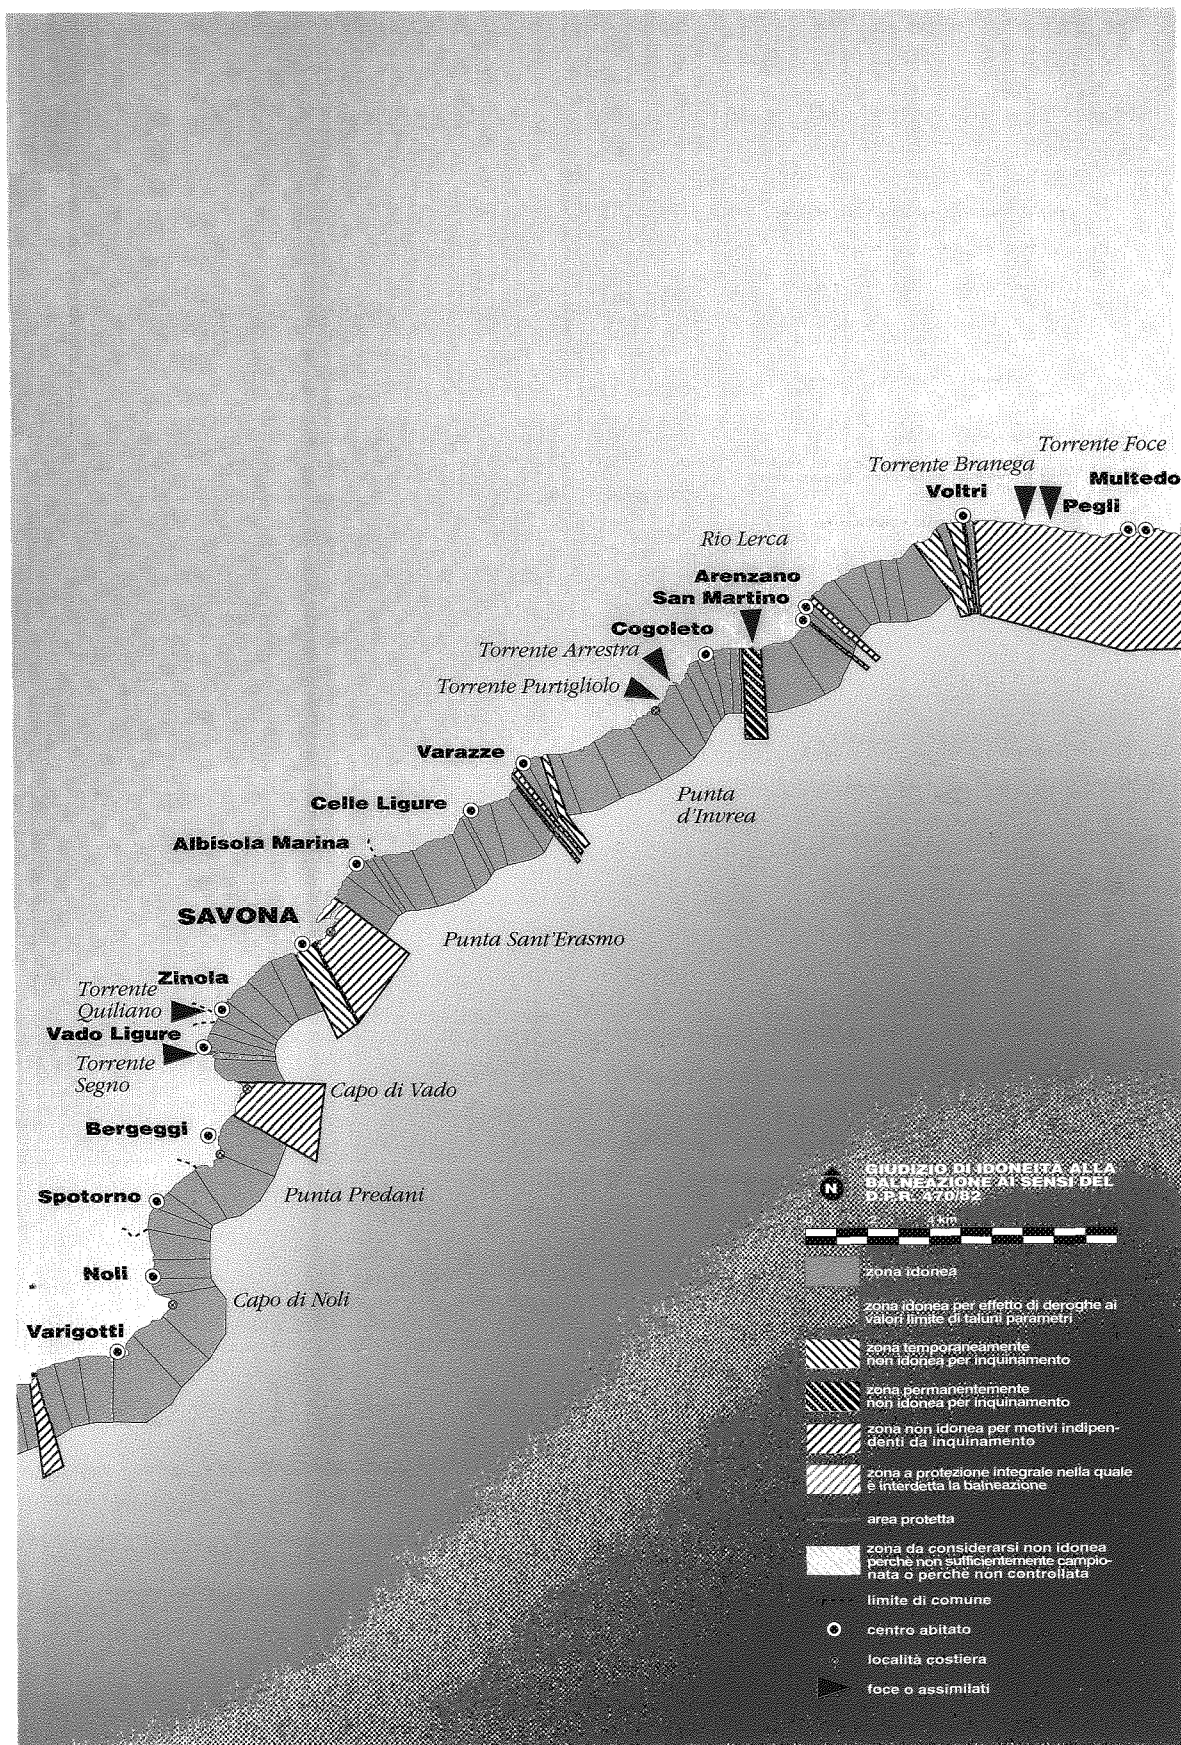 Torrente Foce
Torrente Branega
Multedo
Voltri
Pegli
Rio Lerca
Arenzano
San Martino
Cogoleto
Torrente Arrestra
Torrente Purtigliolo
Varazze
Punta
d'Invrea
Celle Ligure
Albisola Marina
SAVONA
Punta Sant'Erasmo
Zinola
Torrente
Quiliano
Vado Ligure
Torrente
Segno
Capo di Vado
Bergeggi
Punta Predani
Spotorno
Noli
Capo di Noli
Varigotti
N
GIUDIZIO DI IDONEITÀ ALLA
BALNEAZIONE AI SENSI DEL
D.P.R. 470/82
0 2 4 km
zona idonea
zona idonea per effetto di deroghe ai
valori limite di taluni parametri
zona temporaneamente
non idonea per inquinamento
zona permanentemente
non idonea per inquinamento
zona non idonea per motivi indipen-
denti da inquinamento
zona a protezione integrale nella quale
è interdetta la balneazione
area protetta
zona da considerarsi non idonea
perchè non sufficientemente campio-
nata o perchè non controllata
limite di comune
centro abitato
località costiera
foce o assimilati